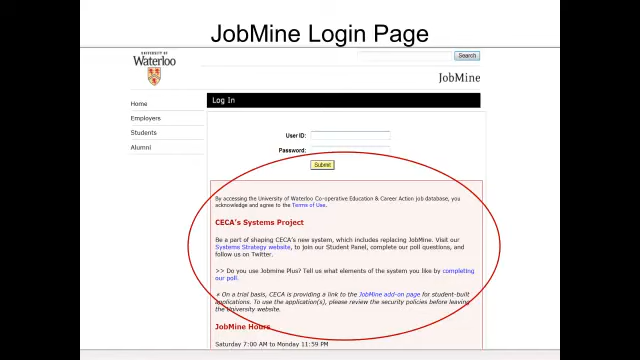 JobMine Login Page
UNIVERSITY OF
Waterloo
Search
JobMine
Home
Employers
Students
Alumni
Log In
User ID:
Password:
Submit
By accessing the University of Waterloo Co-operative Education & Career Action job database, you
acknowledge and agree to the Terms of Use.
CECA's Systems Project
Be a part of shaping CECA's new system, which includes replacing JobMine. Visit our
Systems Strategy website, to join our Student Panel, complete our poll questions, and
follow us on Twitter.
>> Do you use Jobmine Plus? Tell us what elements of the system you like by completing
our poll.
* On a trial basis, CECA is providing a link to the JobMine add-on page for student-built
applications. To use the application(s), please review the security policies before leaving
the University website.
JobMine Hours
Saturday 7:00 AM to Monday 11:59 PM